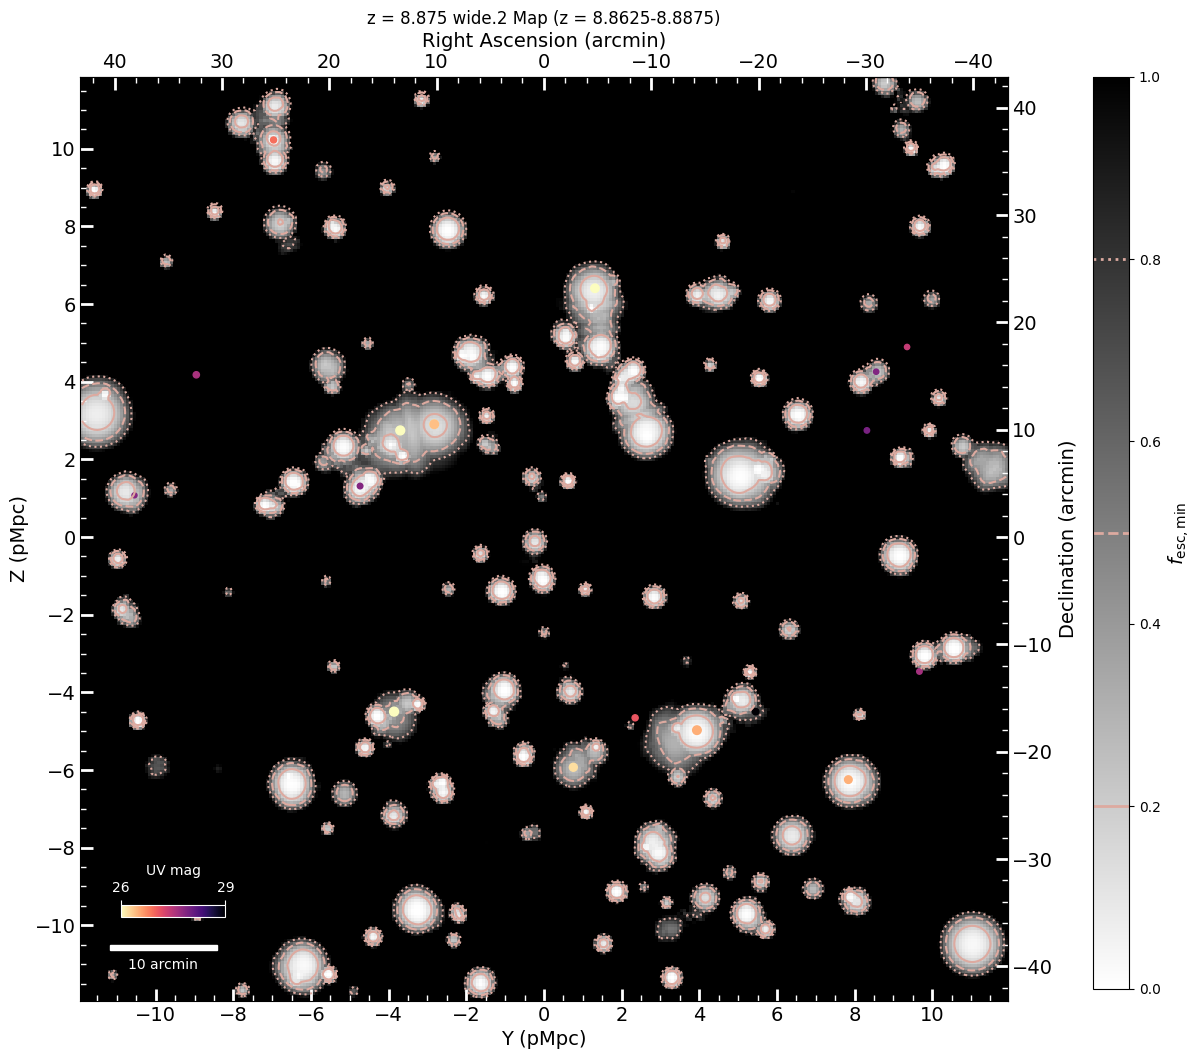 z = 8.875 wide.2 Map (z = 8.8625-8.8875)
Right Ascension (arcmin)
40 30 20 10 0 −10 −20 −30 −40
10
8
6
4
2
0
−2
−4
−6
−8
−10
Z (pMpc)
40
30
20
10
0
−10
−20
−30
−40
Declination (arcmin)
1.0
0.8
0.6
0.4
0.2
0.0
fesc,min
UV mag
26 29
10 arcmin
−10 −8 −6 −4 −2 0 2 4 6 8 10
Y (pMpc)